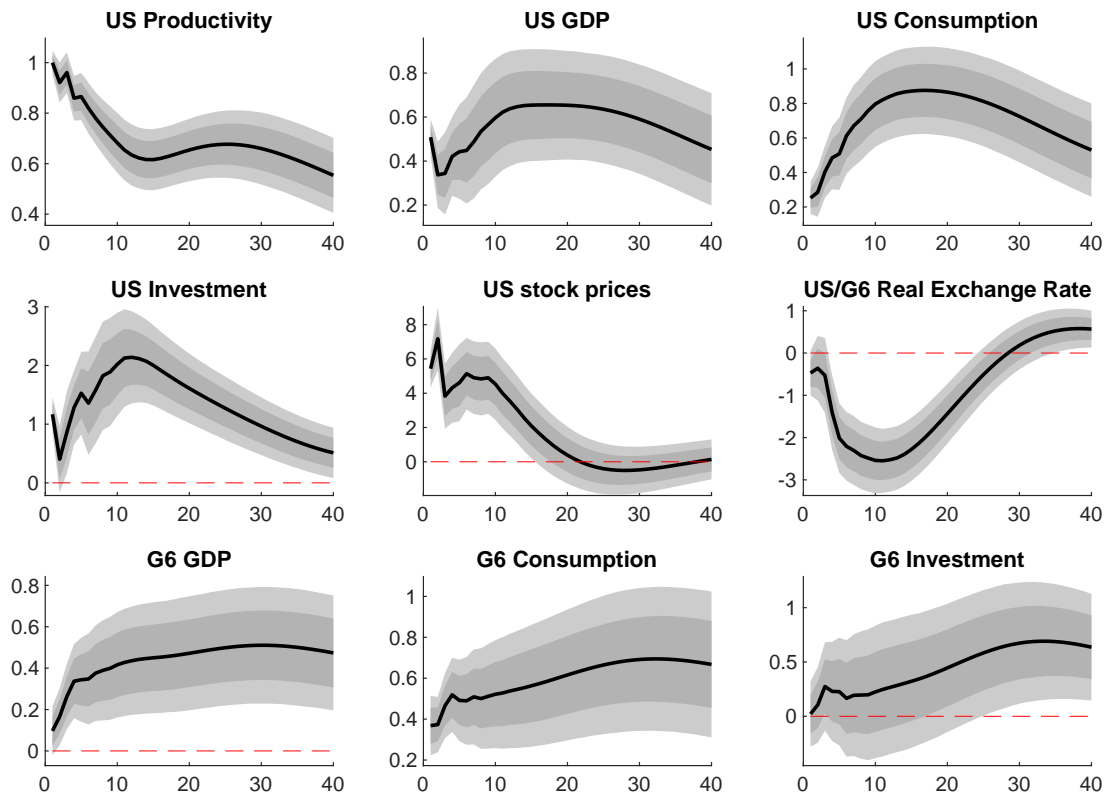 US Productivity
1
0.8
0.6
0.4
0 10 20 30 40
US GDP
0.8
0.6
0.4
0.2
0 10 20 30 40
US Consumption
1
0.8
0.6
0.4
0.2
0 10 20 30 40
US Investment
3
2
1
0
0 10 20 30 40
US stock prices
8
6
4
2
0
0 10 20 30 40
US/G6 Real Exchange Rate
1
0
-1
-2
-3
0 10 20 30 40
G6 GDP
0.8
0.6
0.4
0.2
0
0 10 20 30 40
G6 Consumption
1
0.8
0.6
0.4
0.2
0 10 20 30 40
G6 Investment
1
0.5
0
0 10 20 30 40